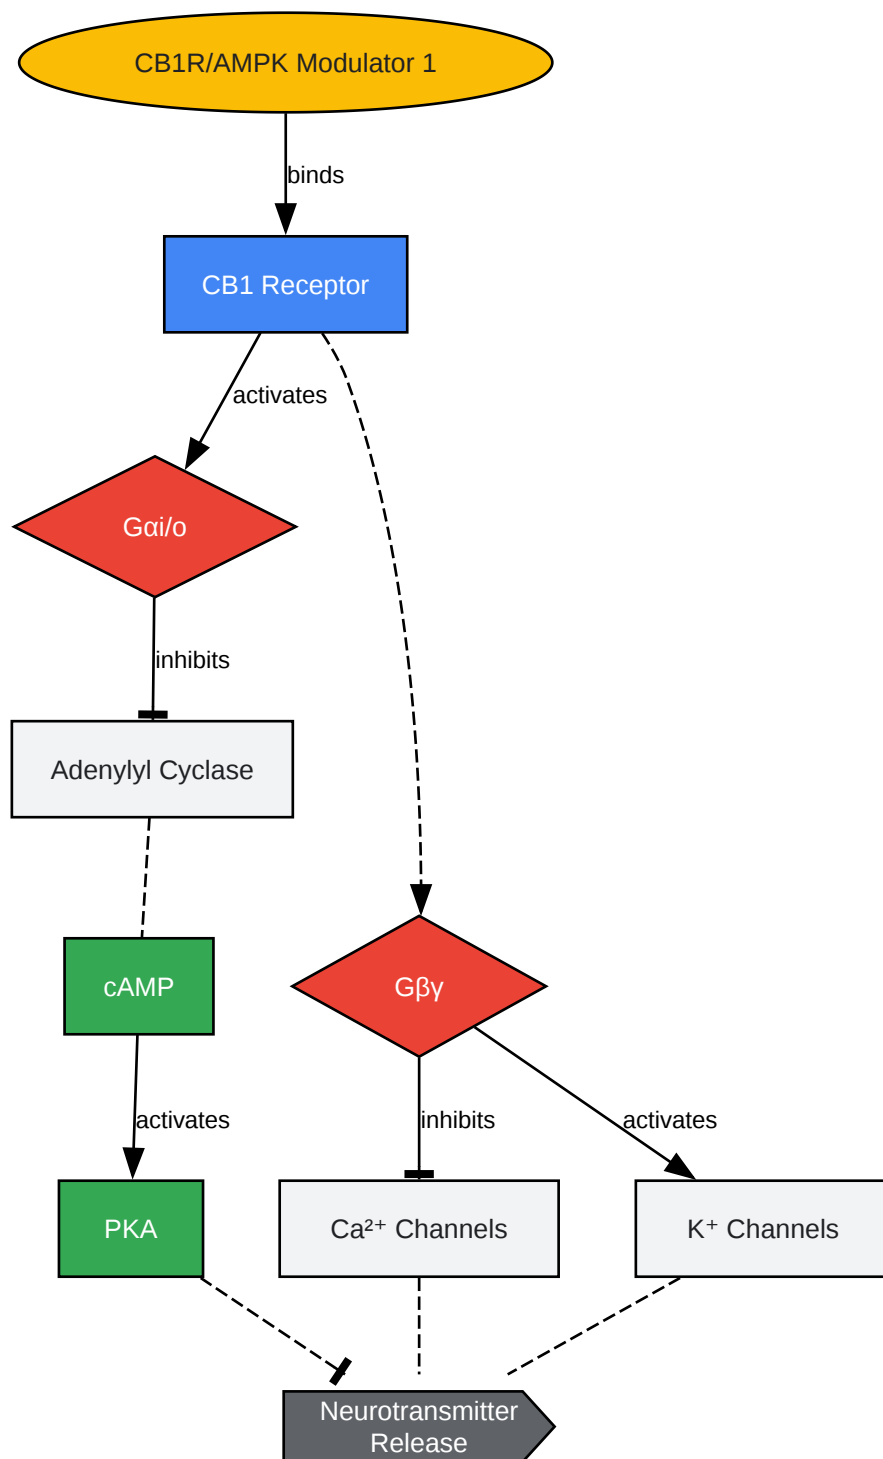 CB1R/AMPK Modulator 1
binds
CB1 Receptor
activates
Gαi/o
inhibits
Adenylyl Cyclase
cAMP
Gβγ
activates
inhibits
activates
PKA
Ca²⁺ Channels
K⁺ Channels
Neurotransmitter
Release